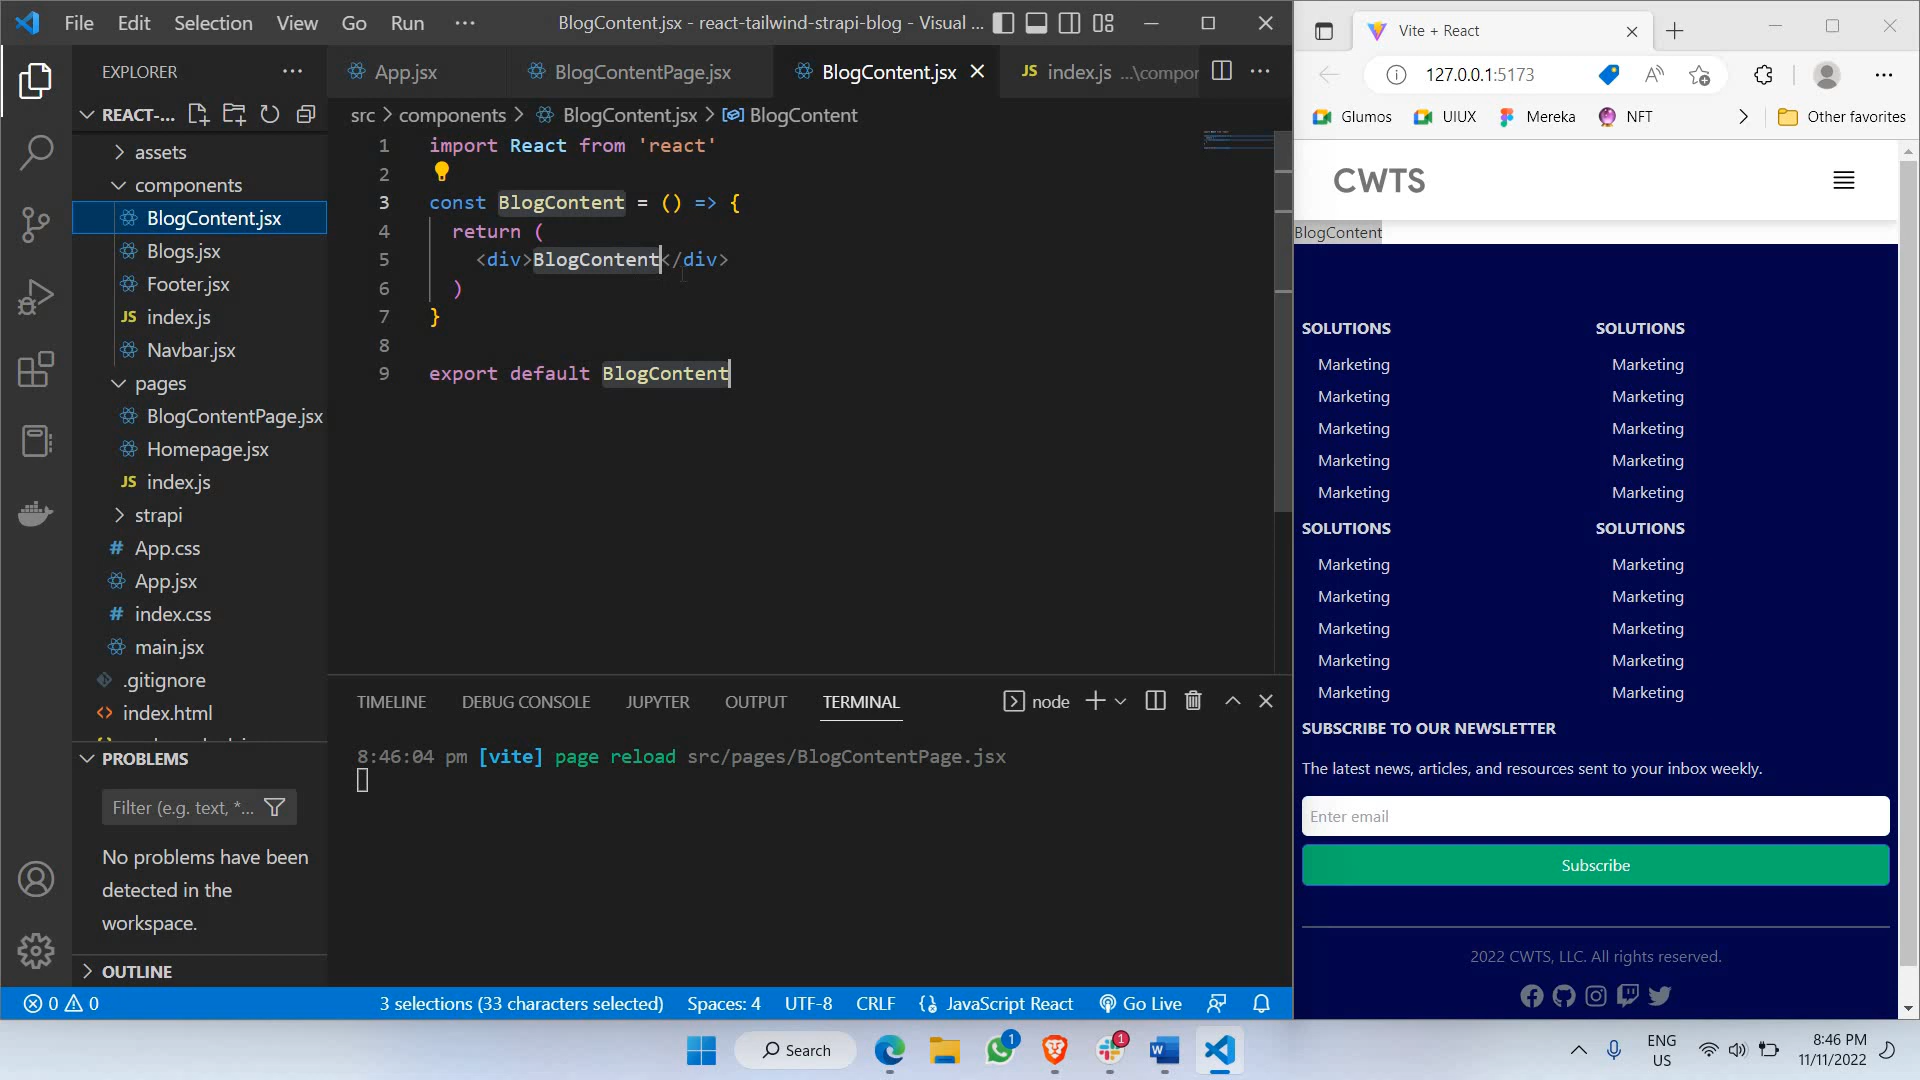 File Edit Selection View Go Run ··· BlogContent.jsx - react-tailwind-strapi-blog - Visual ...
EXPLORER
REACT-...
assets
components
BlogContent.jsx
Blogs.jsx
Footer.jsx
JS index.js
Navbar.jsx
pages
BlogContentPage.jsx
Homepage.jsx
JS index.js
strapi
# App.css
App.jsx
# index.css
main.jsx
.gitignore
index.html
PROBLEMS
Filter (e.g. text, *...
No problems have been
detected in the
workspace.
OUTLINE
App.jsx BlogContentPage.jsx BlogContent.jsx JS index.js ...\compor
src > components > BlogContent.jsx > BlogContent
1 import React from 'react'
2
3 const BlogContent = () => {
4 return (
5 <div>BlogContent</div>
6 )
7 }
8
9 export default BlogContent
TIMELINE DEBUG CONSOLE JUPYTER OUTPUT TERMINAL node
8:46:04 pm [vite] page reload src/pages/BlogContentPage.jsx
0 0 3 selections (33 characters selected) Spaces: 4 UTF-8 CRLF JavaScript React Go Live
Vite + React
127.0.0.1:5173
Glumos UIUX Mereka NFT Other favorites
CWTS
BlogContent
SOLUTIONS SOLUTIONS
Marketing Marketing
Marketing Marketing
Marketing Marketing
Marketing Marketing
Marketing Marketing
SOLUTIONS SOLUTIONS
Marketing Marketing
Marketing Marketing
Marketing Marketing
Marketing Marketing
Marketing Marketing
SUBSCRIBE TO OUR NEWSLETTER
The latest news, articles, and resources sent to your inbox weekly.
Enter email
Subscribe
2022 CWTS, LLC. All rights reserved.
Search 1 1 ENG
US
8:46 PM
11/11/2022